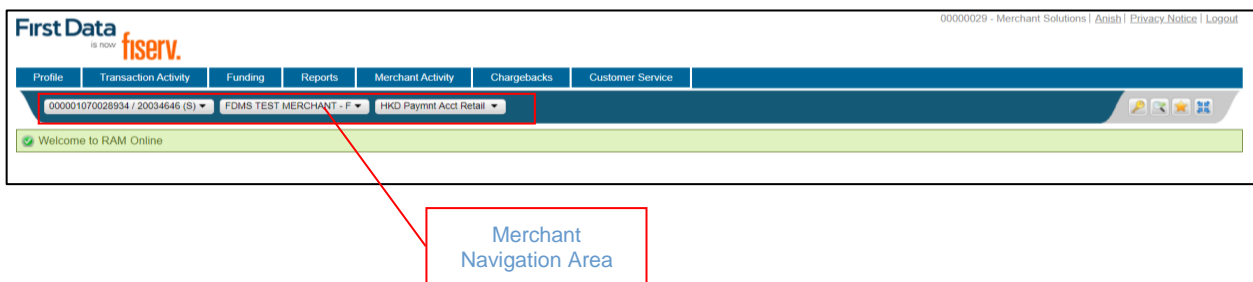 00000029 - Merchant Solutions | Anish | Privacy Notice | Logout
First Data
is now fiserv.
Profile Transaction Activity Funding Reports Merchant Activity Chargebacks Customer Service
000001070028934 / 20034646 (S) FDMS TEST MERCHANT - F HKD Paymnt Acct Retail
Welcome to RAM Online
Merchant
Navigation Area